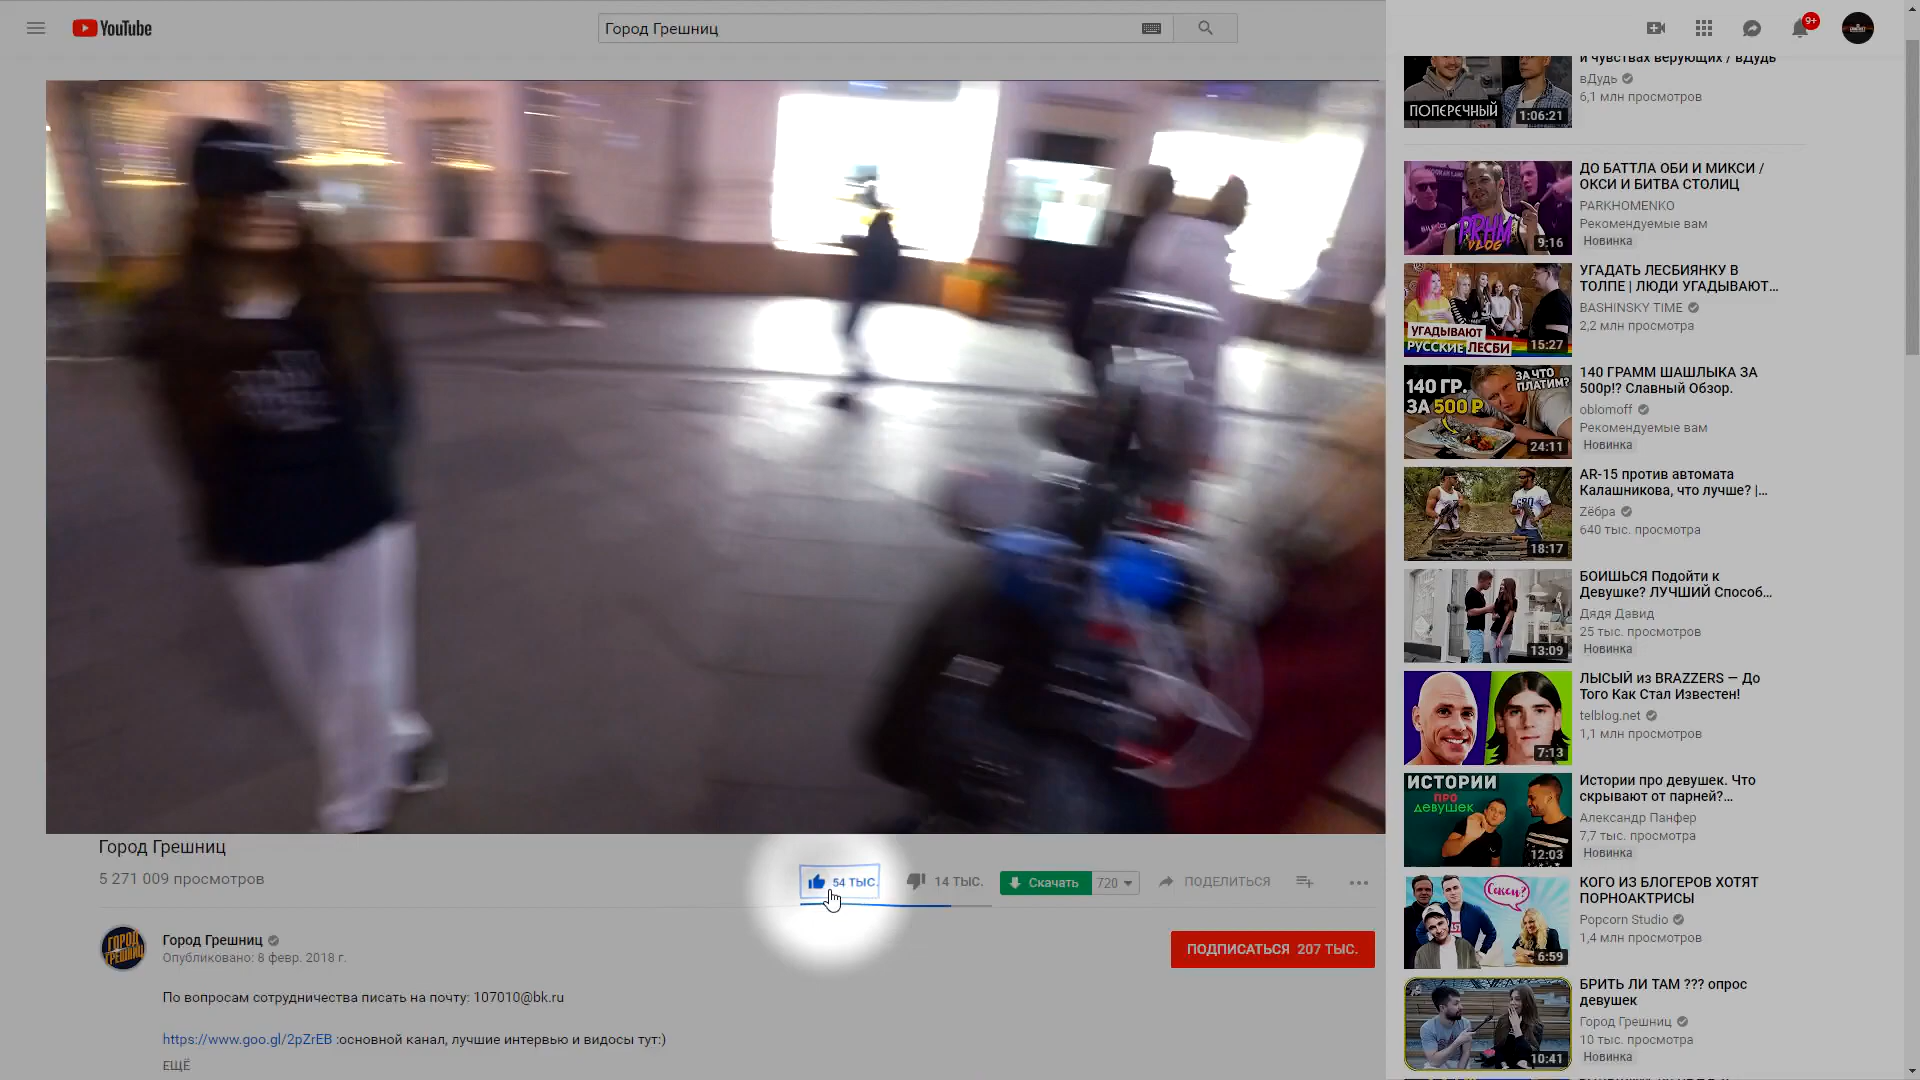 YouTube
Город Грешниц
9+
и чувствах верующих / вДудь
вДудь
6,1 млн просмотров
ПОПЕРЕЧНЫЙ
1:06:21
ДО БАТТЛА ОБИ И МИКСИ /
ОКСИ И БИТВА СТОЛИЦ
PARKHOMENKO
Рекомендуемые вам
Новинка
PRHM
VLOG
9:16
УГАДАТЬ ЛЕСБИЯНКУ В
ТОЛПЕ | ЛЮДИ УГАДЫВАЮТ...
BASHINSKY TIME
2,2 млн просмотра
УГАДЫВАЮТ
РУССКИЕ ЛЕСБИ
15:27
140 ГРАММ ШАШЛЫКА ЗА
500р!? Славный Обзор.
oblomoff
Рекомендуемые вам
Новинка
140 ГР.
ЗА 500 ₽
ЗА ЧТО
ПЛАТИМ?
24:11
AR-15 против автомата
Калашникова, что лучше? |...
Zёбра
640 тыс. просмотра
18:17
БОИШЬСЯ Подойти к
Девушке? ЛУЧШИЙ Способ...
Дядя Давид
25 тыс. просмотров
Новинка
13:09
ЛЫСЫЙ из BRAZZERS — До
Того Как Стал Известен!
telblog.net
1,1 млн просмотров
7:13
Истории про девушек. Что
скрывают от парней?...
Александр Панфер
7,7 тыс. просмотра
Новинка
ИСТОРИИ
ПРО
девушек
12:03
КОГО ИЗ БЛОГЕРОВ ХОТЯТ
ПОРНОАКТРИСЫ
Popcorn Studio
1,4 млн просмотров
Секси?
6:59
БРИТЬ ЛИ ТАМ ??? опрос
девушек
Город Грешниц
10 тыс. просмотра
Новинка
10:41
Город Грешниц
5 271 009 просмотров
54 ТЫС.
14 ТЫС.
Скачать
720
ПОДЕЛИТЬСЯ
ГОРОД
ГРЕШНИЦ
Город Грешниц
Опубликовано: 8 февр. 2018 г.
ПОДПИСАТЬСЯ 207 ТЫС.
По вопросам сотрудничества писать на почту: 107010@bk.ru
https://www.goo.gl/2pZrEB :основной канал, лучшие интервью и видосы тут:)
ЕЩЁ